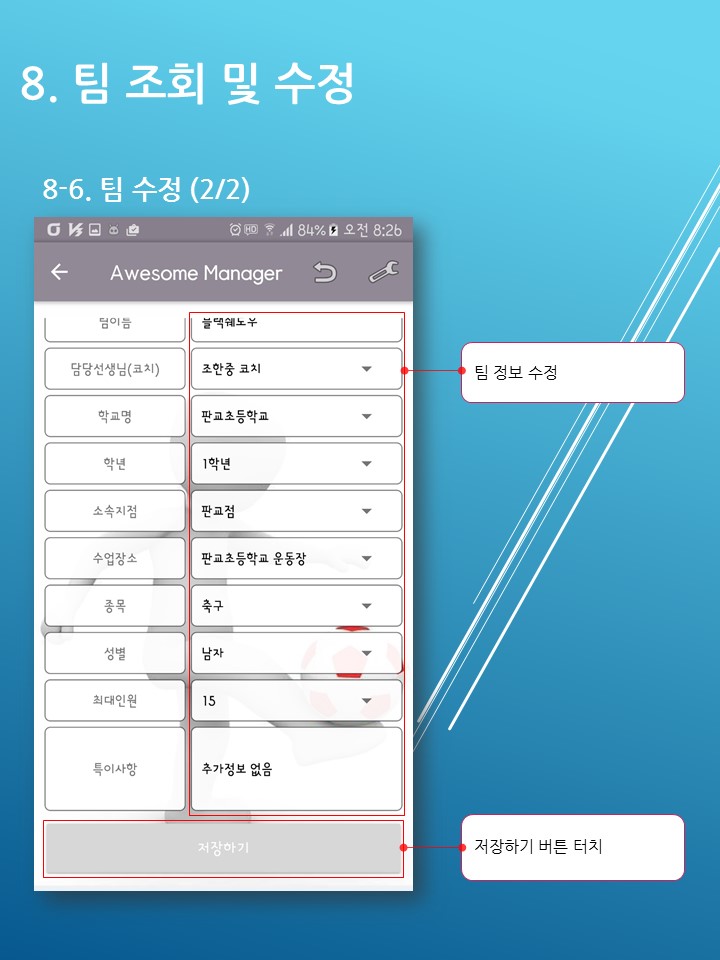 8. 팀 조회 및 수정
8-6. 팀 수정 (2/2)
HD 84% 오전 8:26
Awesome Manager
팀이름 블랙쉐도우
담당선생님(코치) 조한중 코치
팀 정보 수정
학교명 판교초등학교
학년 1학년
소속지점 판교점
수업장소 판교초등학교 운동장
종목 축구
성별 남자
최대인원 15
특이사항 추가정보 없음
저장하기
저장하기 버튼 터치